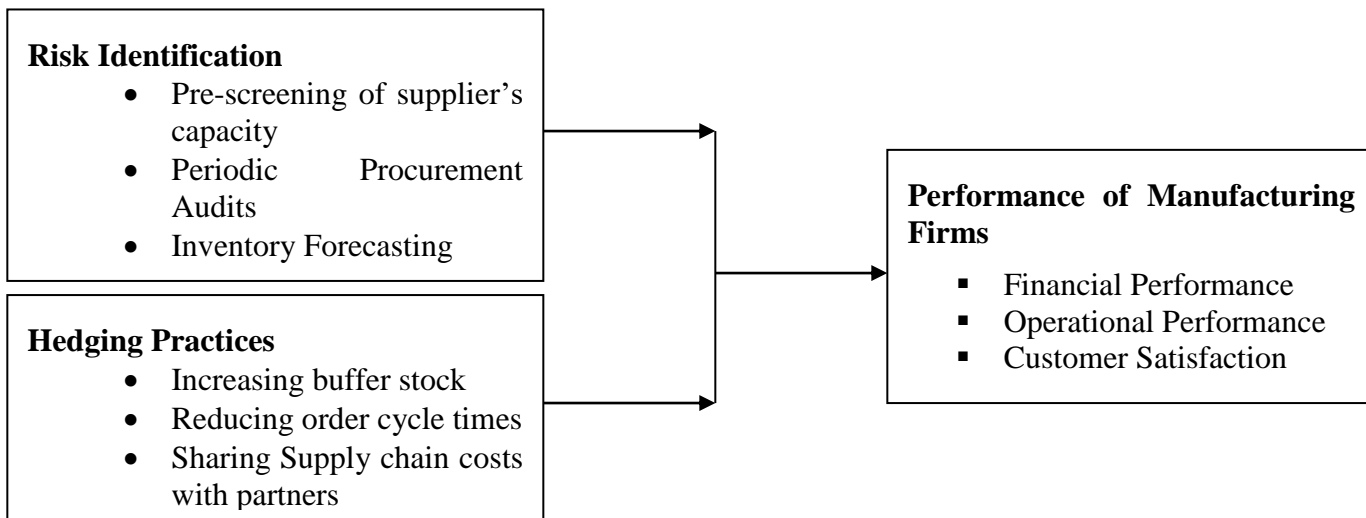 Risk Identification
• Pre-screening of supplier’s
capacity
• Periodic Procurement
Audits
• Inventory Forecasting
Hedging Practices
• Increasing buffer stock
• Reducing order cycle times
• Sharing Supply chain costs
with partners
Performance of Manufacturing
Firms
▪ Financial Performance
▪ Operational Performance
▪ Customer Satisfaction